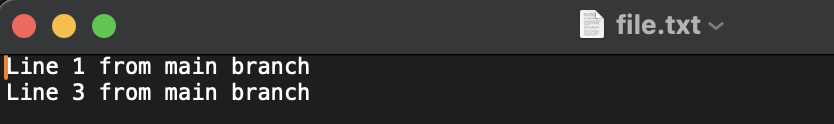 file.txt
Line 1 from main branch
Line 3 from main branch